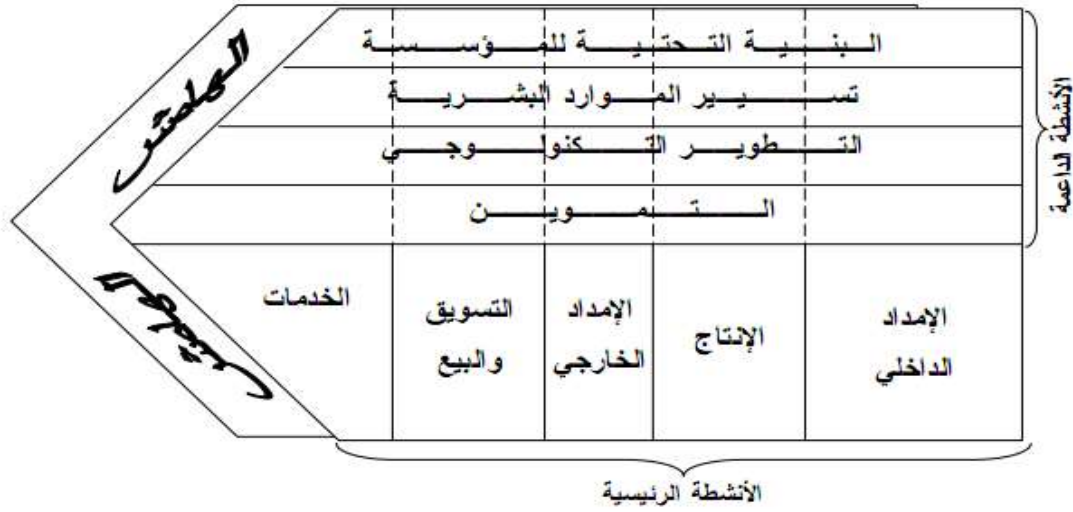 البنية التحتية للمؤسسة
تسيير الموارد البشرية
التطوير التكنولوجي
التموين
الأنشطة الداعمة
الهامش
الهامش
الإمداد
الداخلي
الإنتاج
الإمداد
الخارجي
التسويق
والبيع
الخدمات
الأنشطة الرئيسية